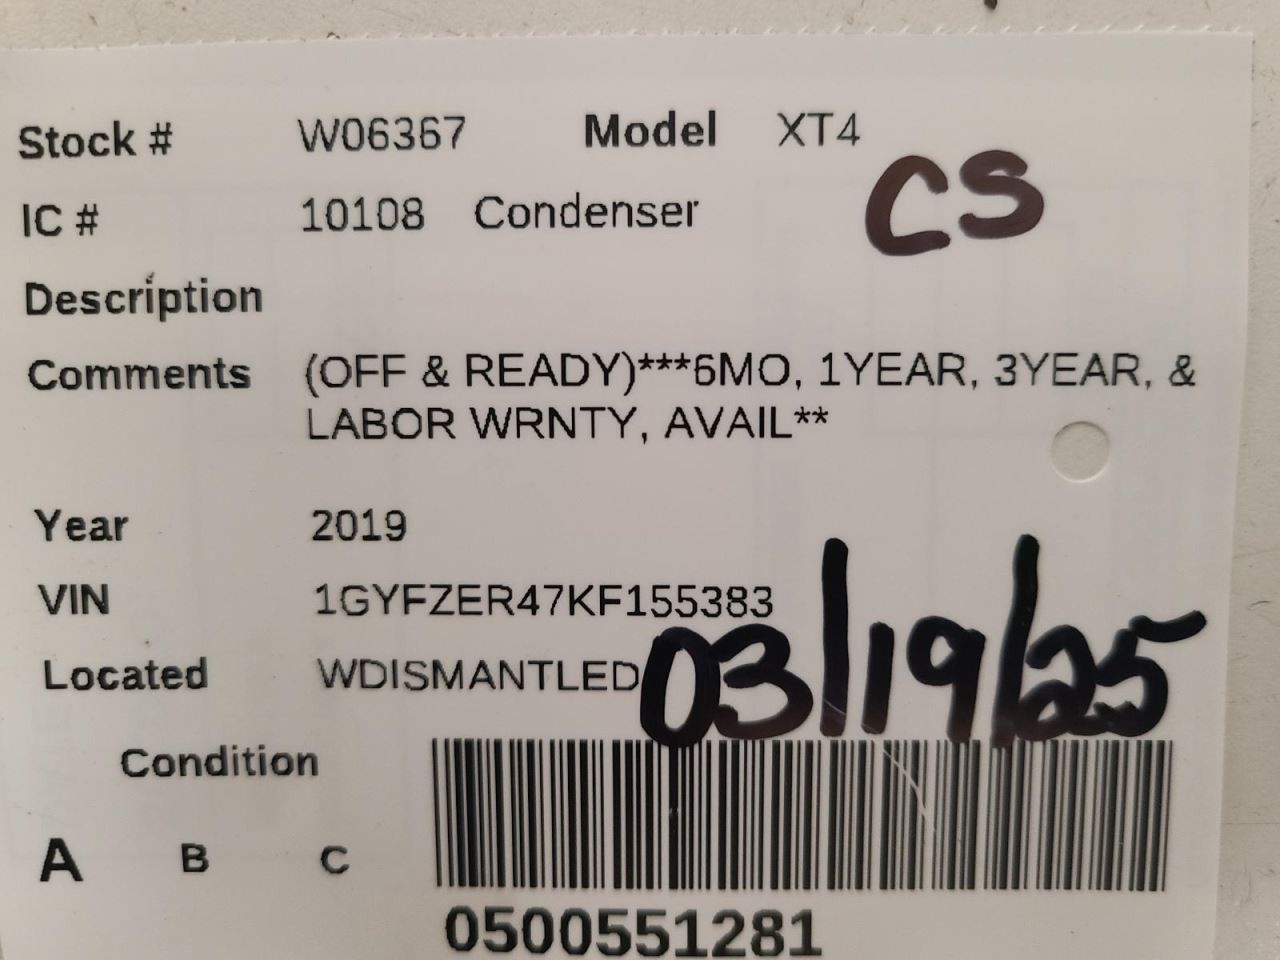 Stock # W06367 Model XT4
CS
IC # 10108 Condenser
Description
Comments (OFF & READY)***6MO, 1YEAR, 3YEAR, &
LABOR WRNTY, AVAIL**
Year 2019
VIN 1GYFZER47KF155383
Located WDISMANTLED
03/19/25
Condition
A B C
0500551281